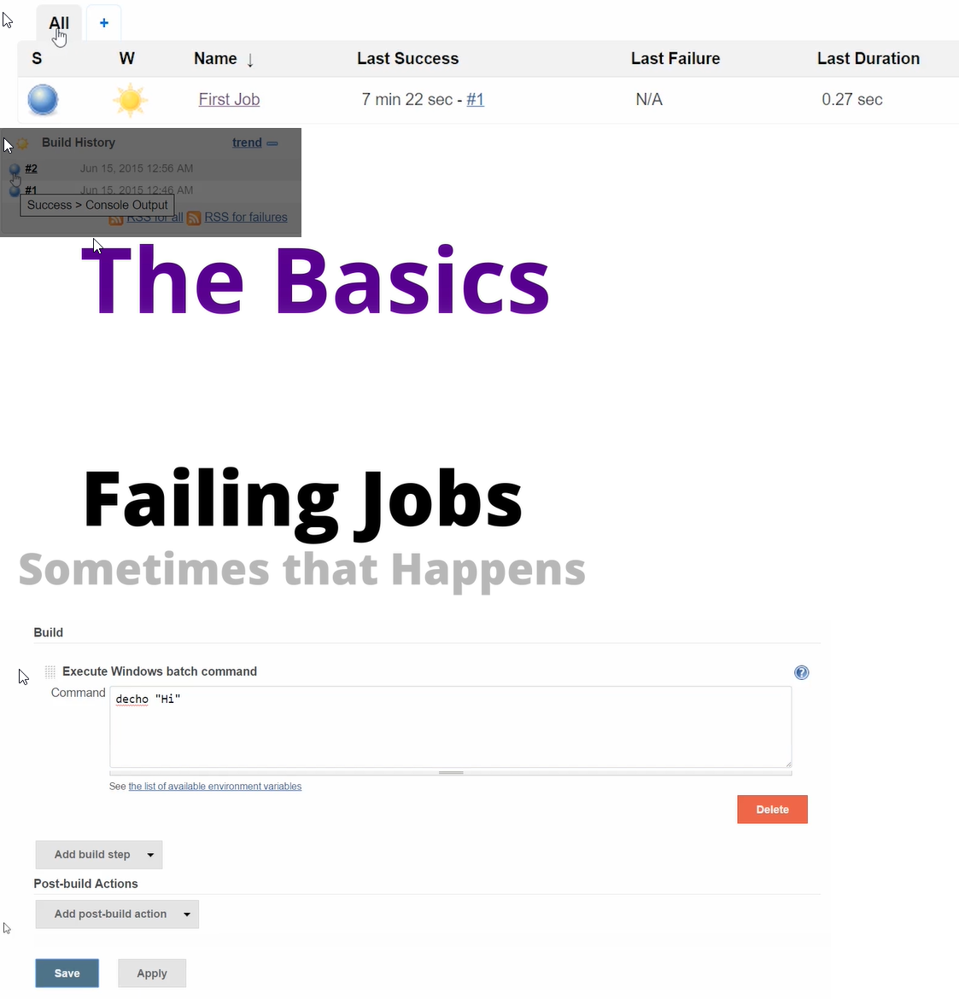 All +
S W Name ↓ Last Success Last Failure Last Duration
First Job 7 min 22 sec - #1 N/A 0.27 sec
Build History trend
#2 Jun 15, 2015 12:56 AM
#1 Jun 15, 2015 12:46 AM
Success > Console Output
RSS for all RSS for failures
The Basics
Failing Jobs
Sometimes that Happens
Build
Execute Windows batch command
Command decho "Hi"
See the list of available environment variables
Delete
Add build step
Post-build Actions
Add post-build action
Save Apply